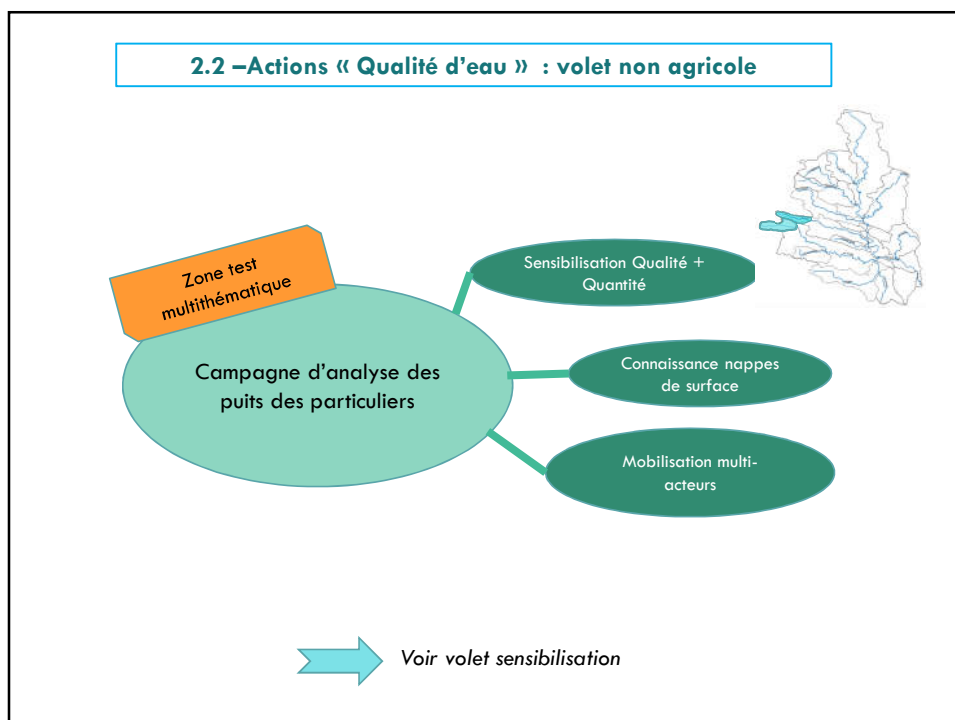 2.2 –Actions « Qualité d’eau » : volet non agricole
Zone test
multithématique
Campagne d’analyse des
puits des particuliers
Sensibilisation Qualité +
Quantité
Connaissance nappes
de surface
Mobilisation multi-
acteurs
Voir volet sensibilisation